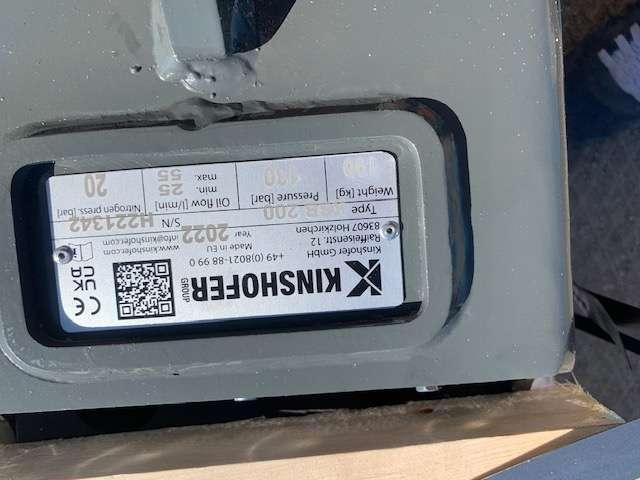 KINSHOFER
GROUP
Kinshofer GmbH
Raiffeisenstr. 12
83607 Holzkirchen
+49 (0)8021-88 99 0
Made in EU
www.kinshofer.com
info@kinshofer.com
CE
UK CA
Type 200
Year 2022
S/N H221342
Weight [kg]
Pressure [bar]
Oil flow [l/min]
Nitrogen press. [bar]
min. 25
max. 55
20